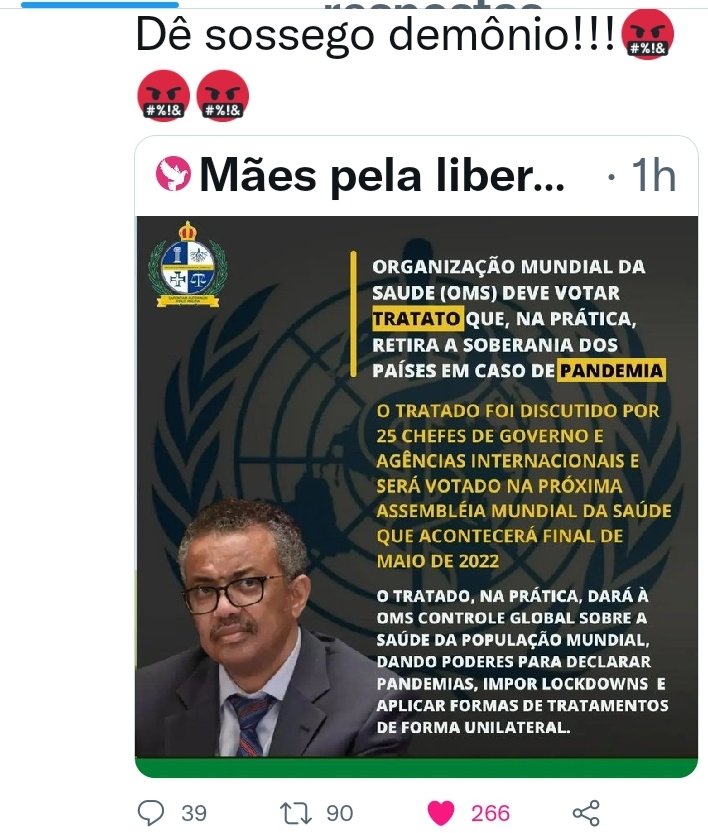 Dê sossego demônio!!!
#%!&
#%!& #%!&
Mães pela liber... · 1h
ORGANIZAÇÃO MUNDIAL DA
SAUDE (OMS) DEVE VOTAR
TRATATO QUE, NA PRÁTICA,
RETIRA A SOBERANIA DOS
PAÍSES EM CASO DE PANDEMIA
O TRATADO FOI DISCUTIDO POR
25 CHEFES DE GOVERNO E
AGÊNCIAS INTERNACIONAIS E
SERÁ VOTADO NA PRÓXIMA
ASSEMBLÉIA MUNDIAL DA SAÚDE
QUE ACONTECERÁ FINAL DE
MAIO DE 2022
O TRATADO, NA PRÁTICA, DARÁ À
OMS CONTROLE GLOBAL SOBRE A
SAÚDE DA POPULAÇÃO MUNDIAL,
DANDO PODERES PARA DECLARAR
PANDEMIAS, IMPOR LOCKDOWNS E
APLICAR FORMAS DE TRATAMENTOS
DE FORMA UNILATERAL.
39 90 266